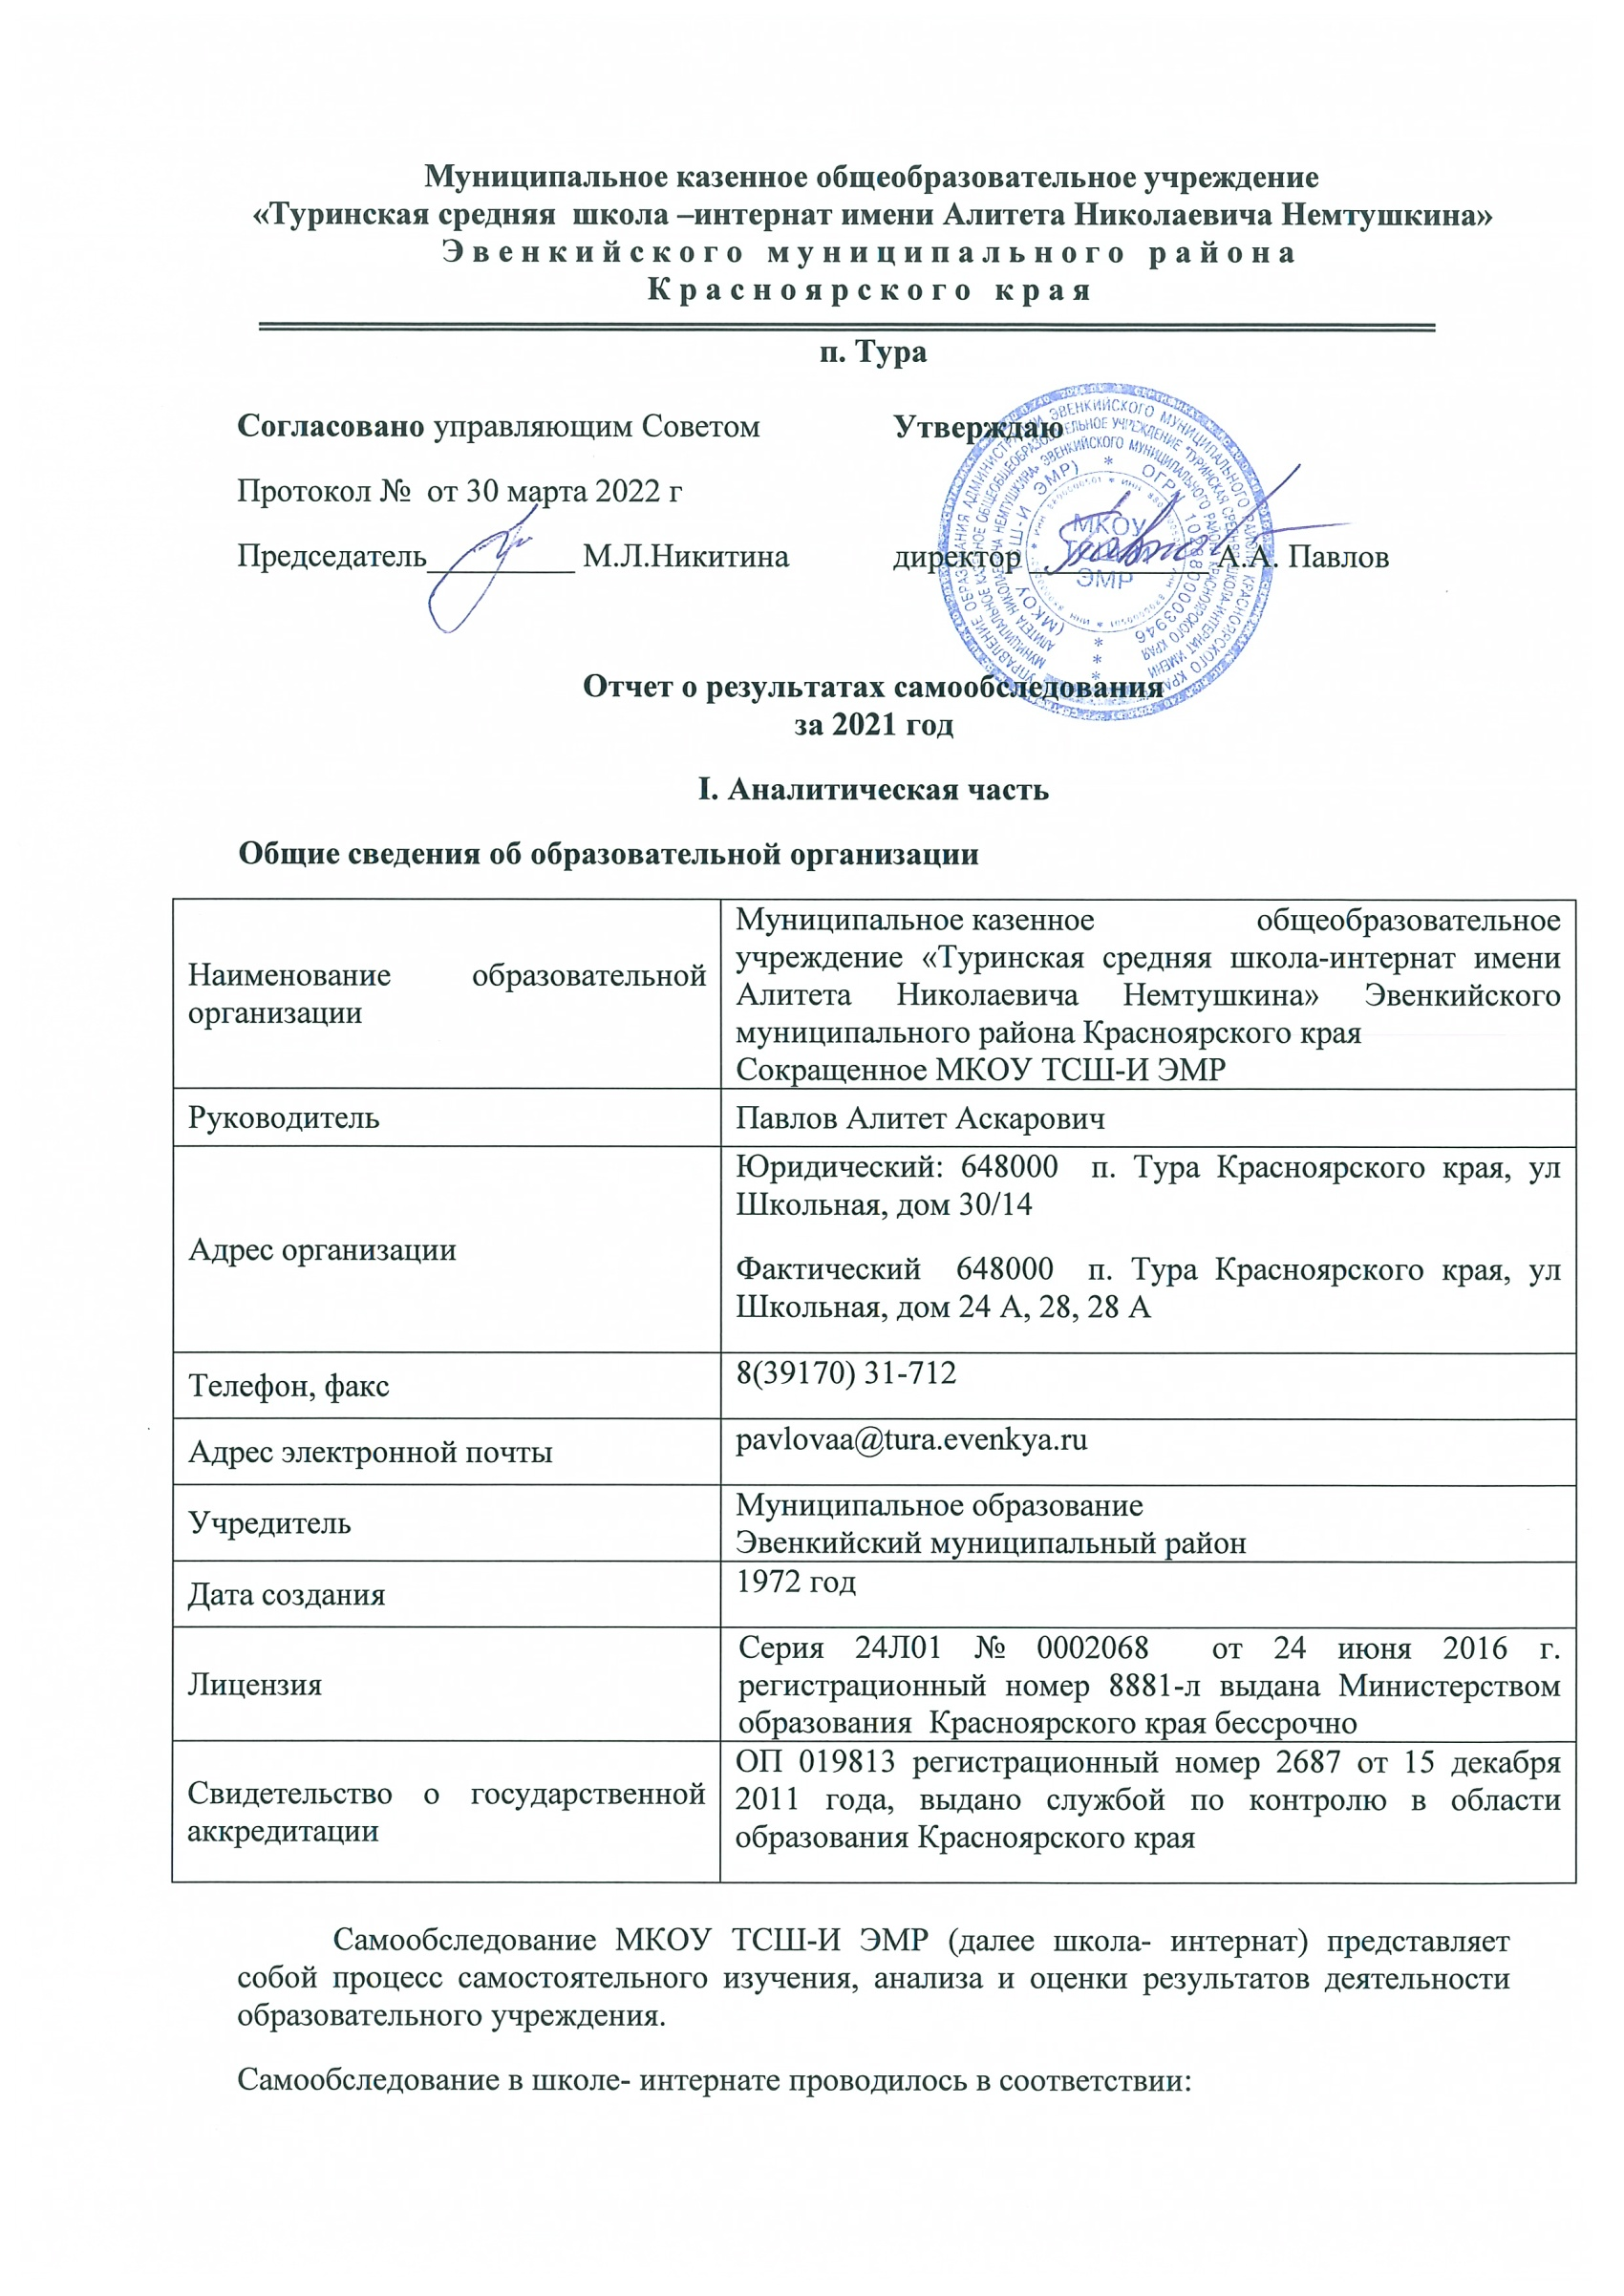 Муниципальное казенное общеобразовательное учреждение
«Туринская средняя школа –интернат имени Алитета Николаевича Немтушкина»
Эвенкийского муниципального района
Красноярского края
п. Тура
Согласовано управляющим Советом
Утверждаю
Протокол № от 30 марта 2022 г
Председатель_________ М.Л.Никитина
директор ___________ А.А. Павлов
МКОУ
ЭМР
Отчет о результатах самообследования
за 2021 год
I. Аналитическая часть
Общие сведения об образовательной организации
Наименование образовательной
организации
Муниципальное казенное общеобразовательное
учреждение «Туринская средняя школа-интернат имени
Алитета Николаевича Немтушкина» Эвенкийского
муниципального района Красноярского края
Сокращенное МКОУ ТСШ-И ЭМР
Руководитель
Павлов Алитет Аскарович
Адрес организации
Юридический: 648000 п. Тура Красноярского края, ул
Школьная, дом 30/14
Фактический 648000 п. Тура Красноярского края, ул
Школьная, дом 24 А, 28, 28 А
Телефон, факс
8(39170) 31-712
Адрес электронной почты
pavlovaa@tura.evenkya.ru
Учредитель
Муниципальное образование
Эвенкийский муниципальный район
Дата создания
1972 год
Лицензия
Серия 24Л01 № 0002068 от 24 июня 2016 г.
регистрационный номер 8881-л выдана Министерством
образования Красноярского края бессрочно
Свидетельство о государственной
аккредитации
ОП 019813 регистрационный номер 2687 от 15 декабря
2011 года, выдано службой по контролю в области
образования Красноярского края
Самообследование МКОУ ТСШ-И ЭМР (далее школа- интернат) представляет
собой процесс самостоятельного изучения, анализа и оценки результатов деятельности
образовательного учреждения.
Самообследование в школе- интернате проводилось в соответствии: